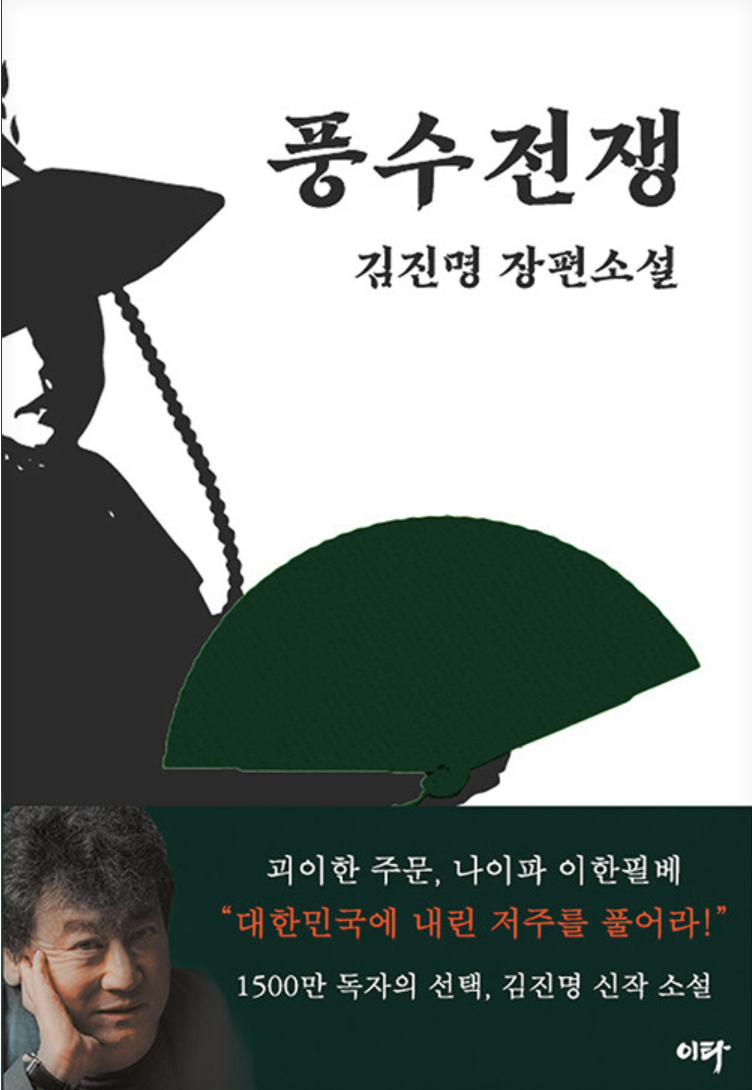 풍수전쟁
김진명 장편소설
괴이한 주문, 나이파 이한필베
“대한민국에 내린 저주를 풀어라!”
1500만 독자의 선택, 김진명 신작 소설
이타